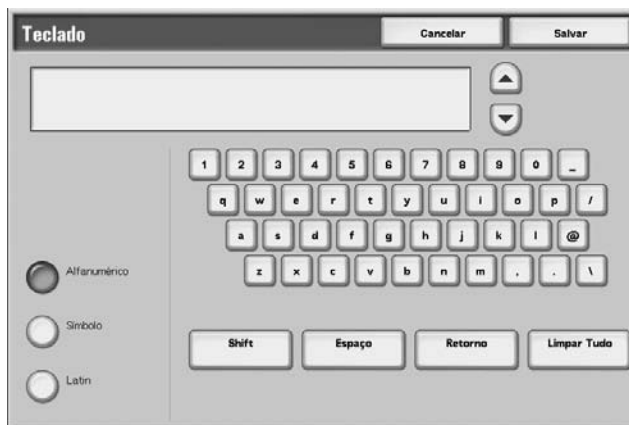 Teclado Cancelar Salvar
1 2 3 4 5 6 7 8 9 0 _
q w e r t y u i o p /
a s d f g h j k l @
z x c v b n m , . \
Alfanumérico
Símbolo
Latin
Shift Espaço Retorno Limpar Tudo